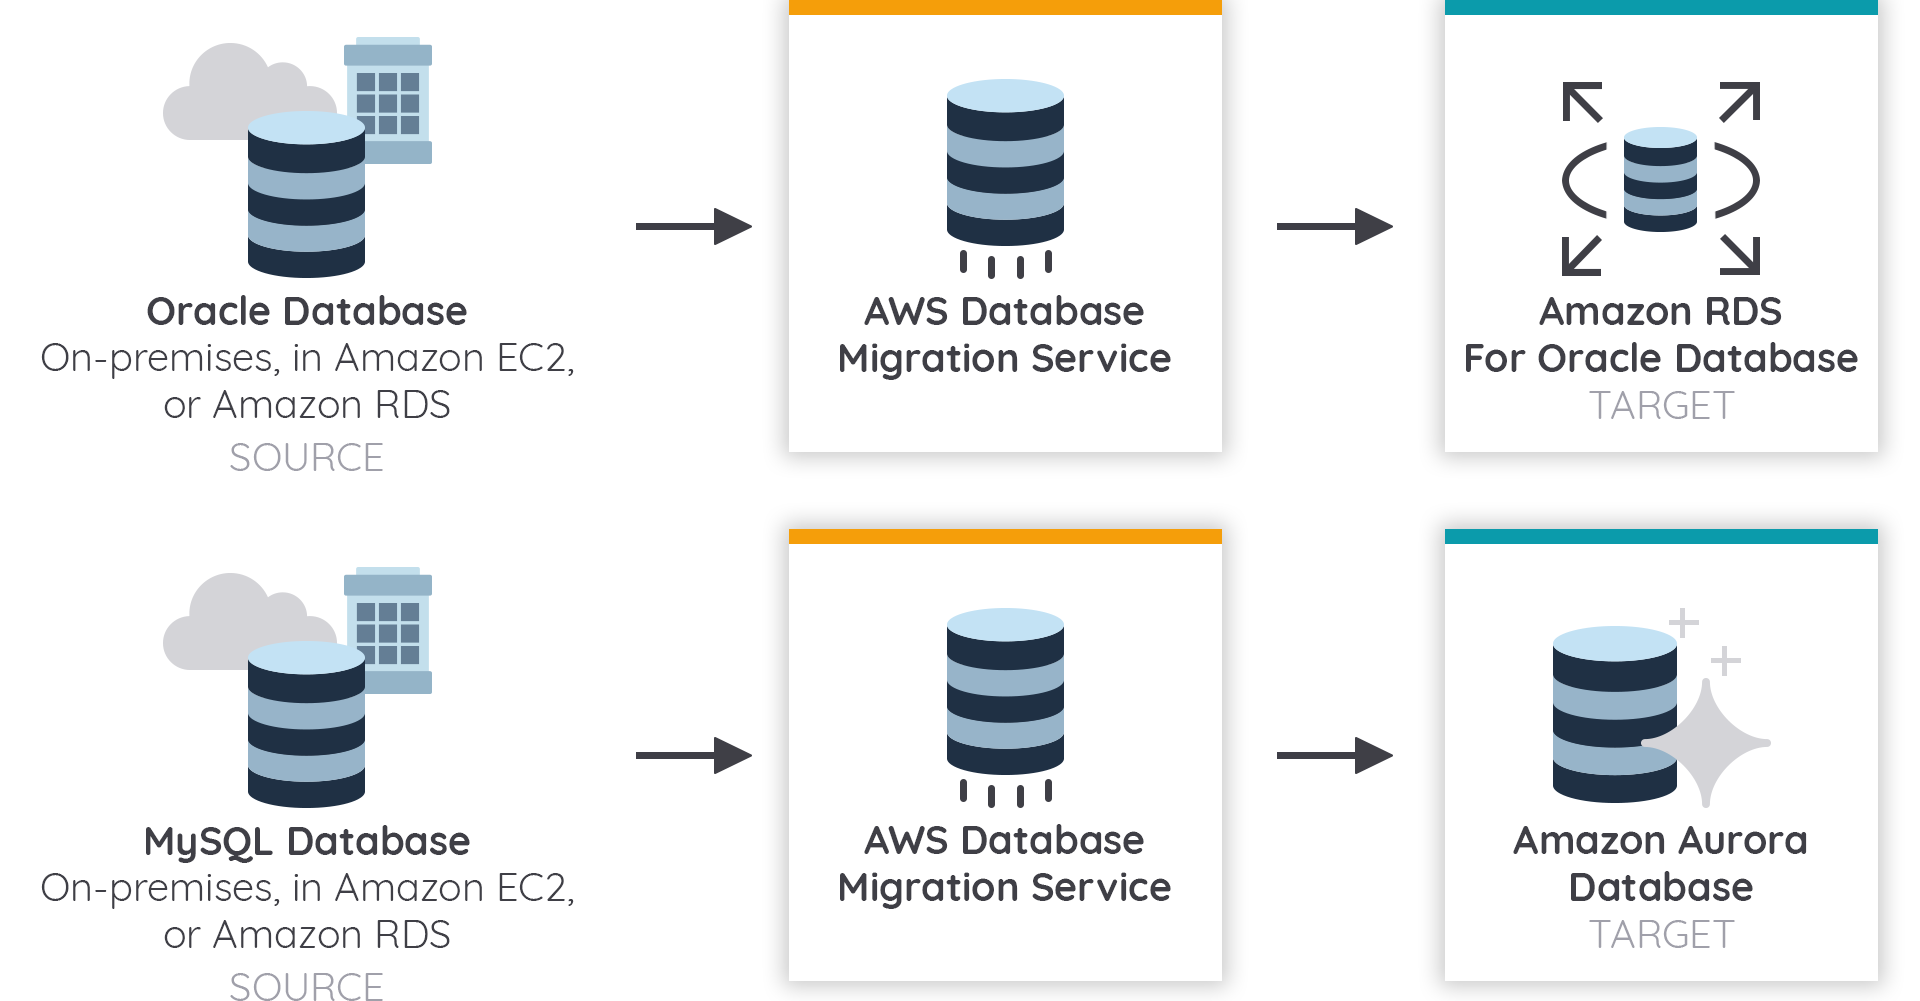 Oracle Database
On-premises, in Amazon EC2,
or Amazon RDS
SOURCE
AWS Database
Migration Service
Amazon RDS
For Oracle Database
TARGET
MySQL Database
On-premises, in Amazon EC2,
or Amazon RDS
SOURCE
AWS Database
Migration Service
Amazon Aurora
Database
TARGET